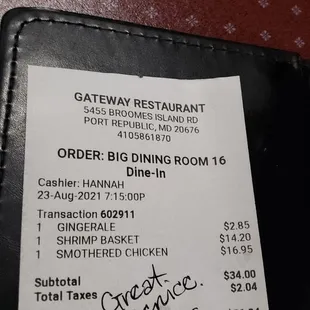 GATEWAY RESTAURANT
5455 BROOMES ISLAND RD
PORT REPUBLIC, MD 20676
4105861870
ORDER: BIG DINING ROOM 16
Dine-In
Cashier: HANNAH
23-Aug-2021 7:15:00P
Transaction 602911
1 GINGERALE $2.85
1 SHRIMP BASKET $14.20
1 SMOTHERED CHICKEN $16.95
Subtotal $34.00
Total Taxes $2.04
Great